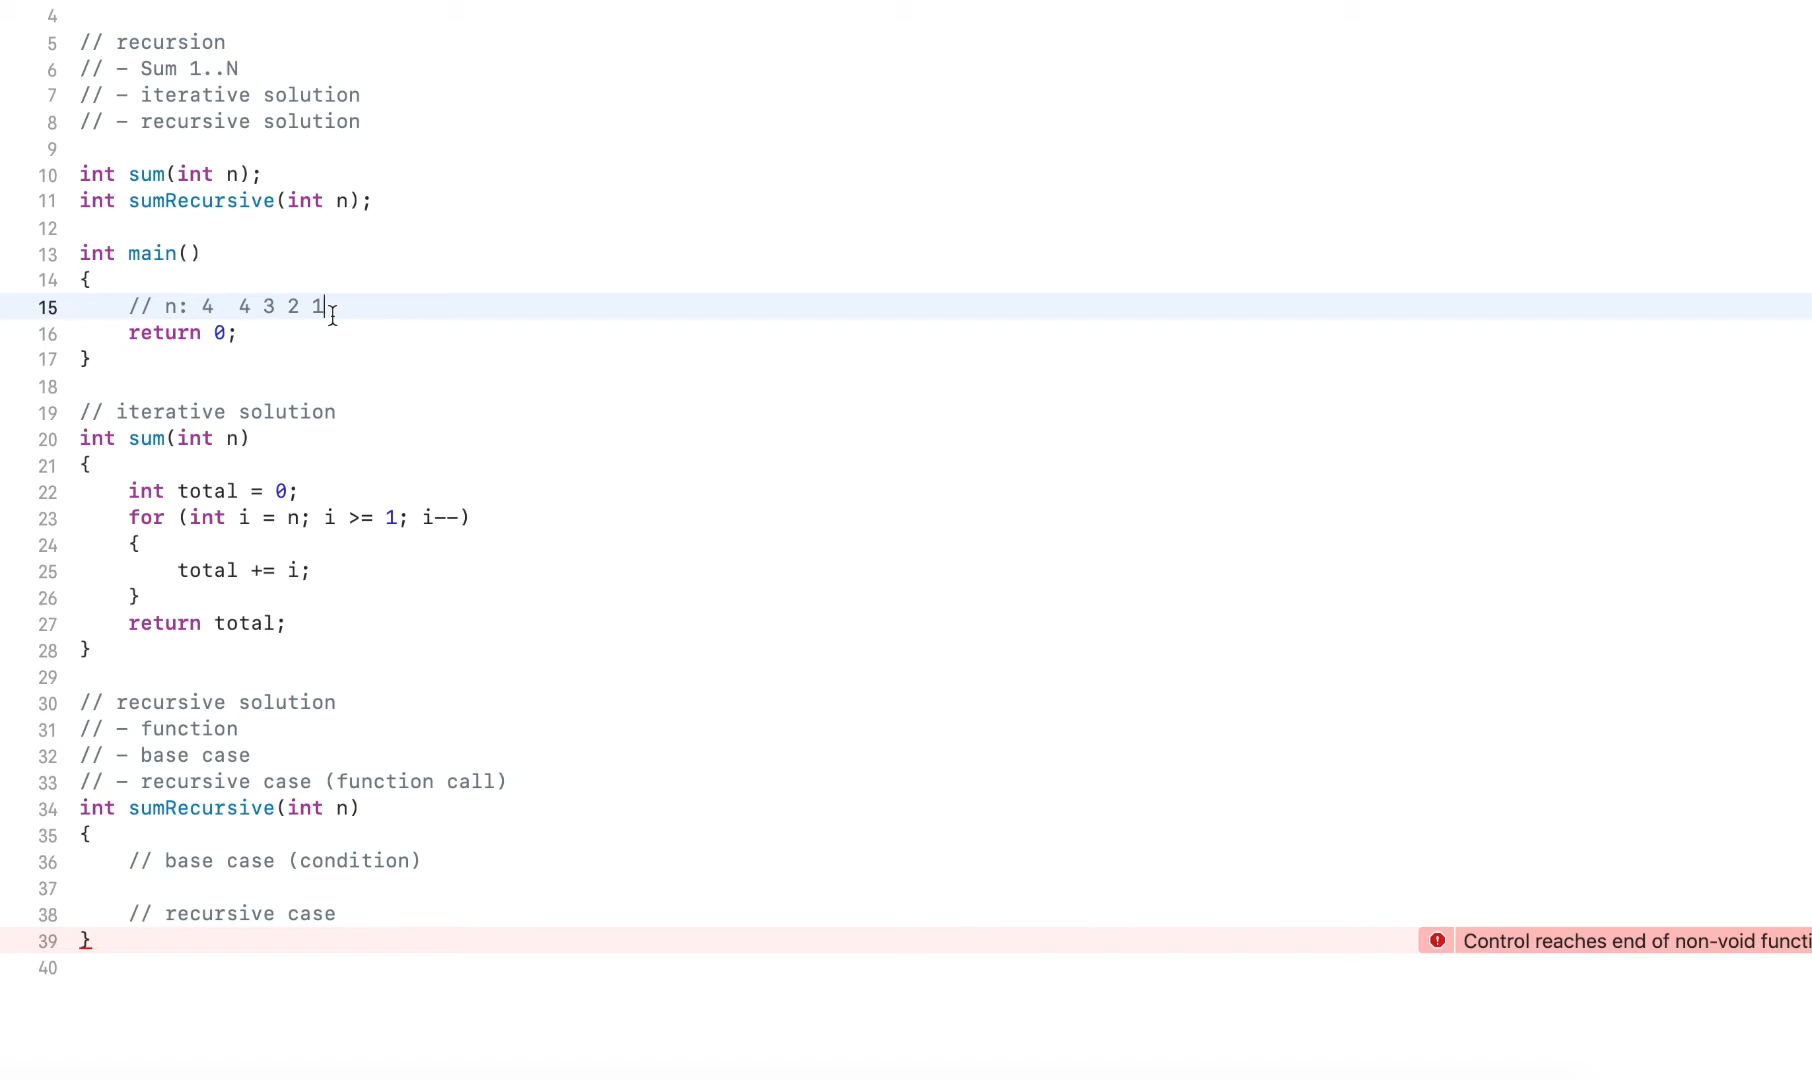 4
5 // recursion
6 // - Sum 1..N
7 // - iterative solution
8 // - recursive solution
9
10 int sum(int n);
11 int sumRecursive(int n);
12
13 int main()
14 {
15     // n: 4  4 3 2 1
16     return 0;
17 }
18
19 // iterative solution
20 int sum(int n)
21 {
22     int total = 0;
23     for (int i = n; i >= 1; i--)
24     {
25         total += i;
26     }
27     return total;
28 }
29
30 // recursive solution
31 // - function
32 // - base case
33 // - recursive case (function call)
34 int sumRecursive(int n)
35 {
36     // base case (condition)
37
38     // recursive case
39 } Control reaches end of non-void functi
40